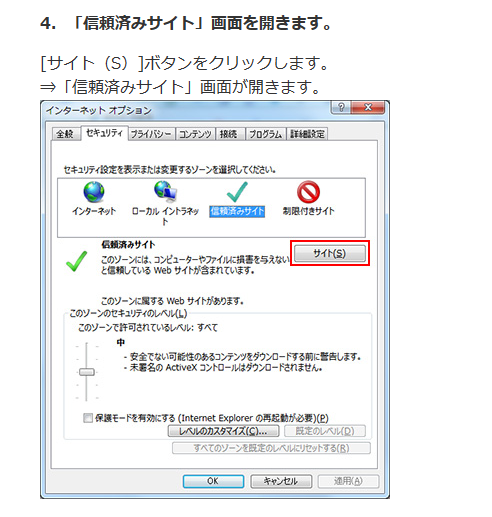 4. 「信頼済みサイト」画面を開きます。
[サイト（S）]ボタンをクリックします。
⇒「信頼済みサイト」画面が開きます。
インターネット オプション
全般 セキュリティ プライバシー コンテンツ 接続 プログラム 詳細設定
セキュリティ設定を表示または変更するゾーンを選択してください。
インターネット ローカル イントラネット 信頼済みサイト 制限付きサイト
信頼済みサイト
サイト(S)
このゾーンには、コンピューターやファイルに損害を与えない
と信頼している Web サイトが含まれています。
このゾーンに属する Web サイトがあります。
このゾーンのセキュリティのレベル(L)
このゾーンで許可されているレベル: すべて
中
- 安全でない可能性のあるコンテンツをダウンロードする前に警告します。
- 未署名の ActiveX コントロールはダウンロードされません。
保護モードを有効にする (Internet Explorer の再起動が必要)(P)
レベルのカスタマイズ(C)... 既定のレベル(D)
すべてのゾーンを既定のレベルにリセットする(R)
OK キャンセル 適用(A)